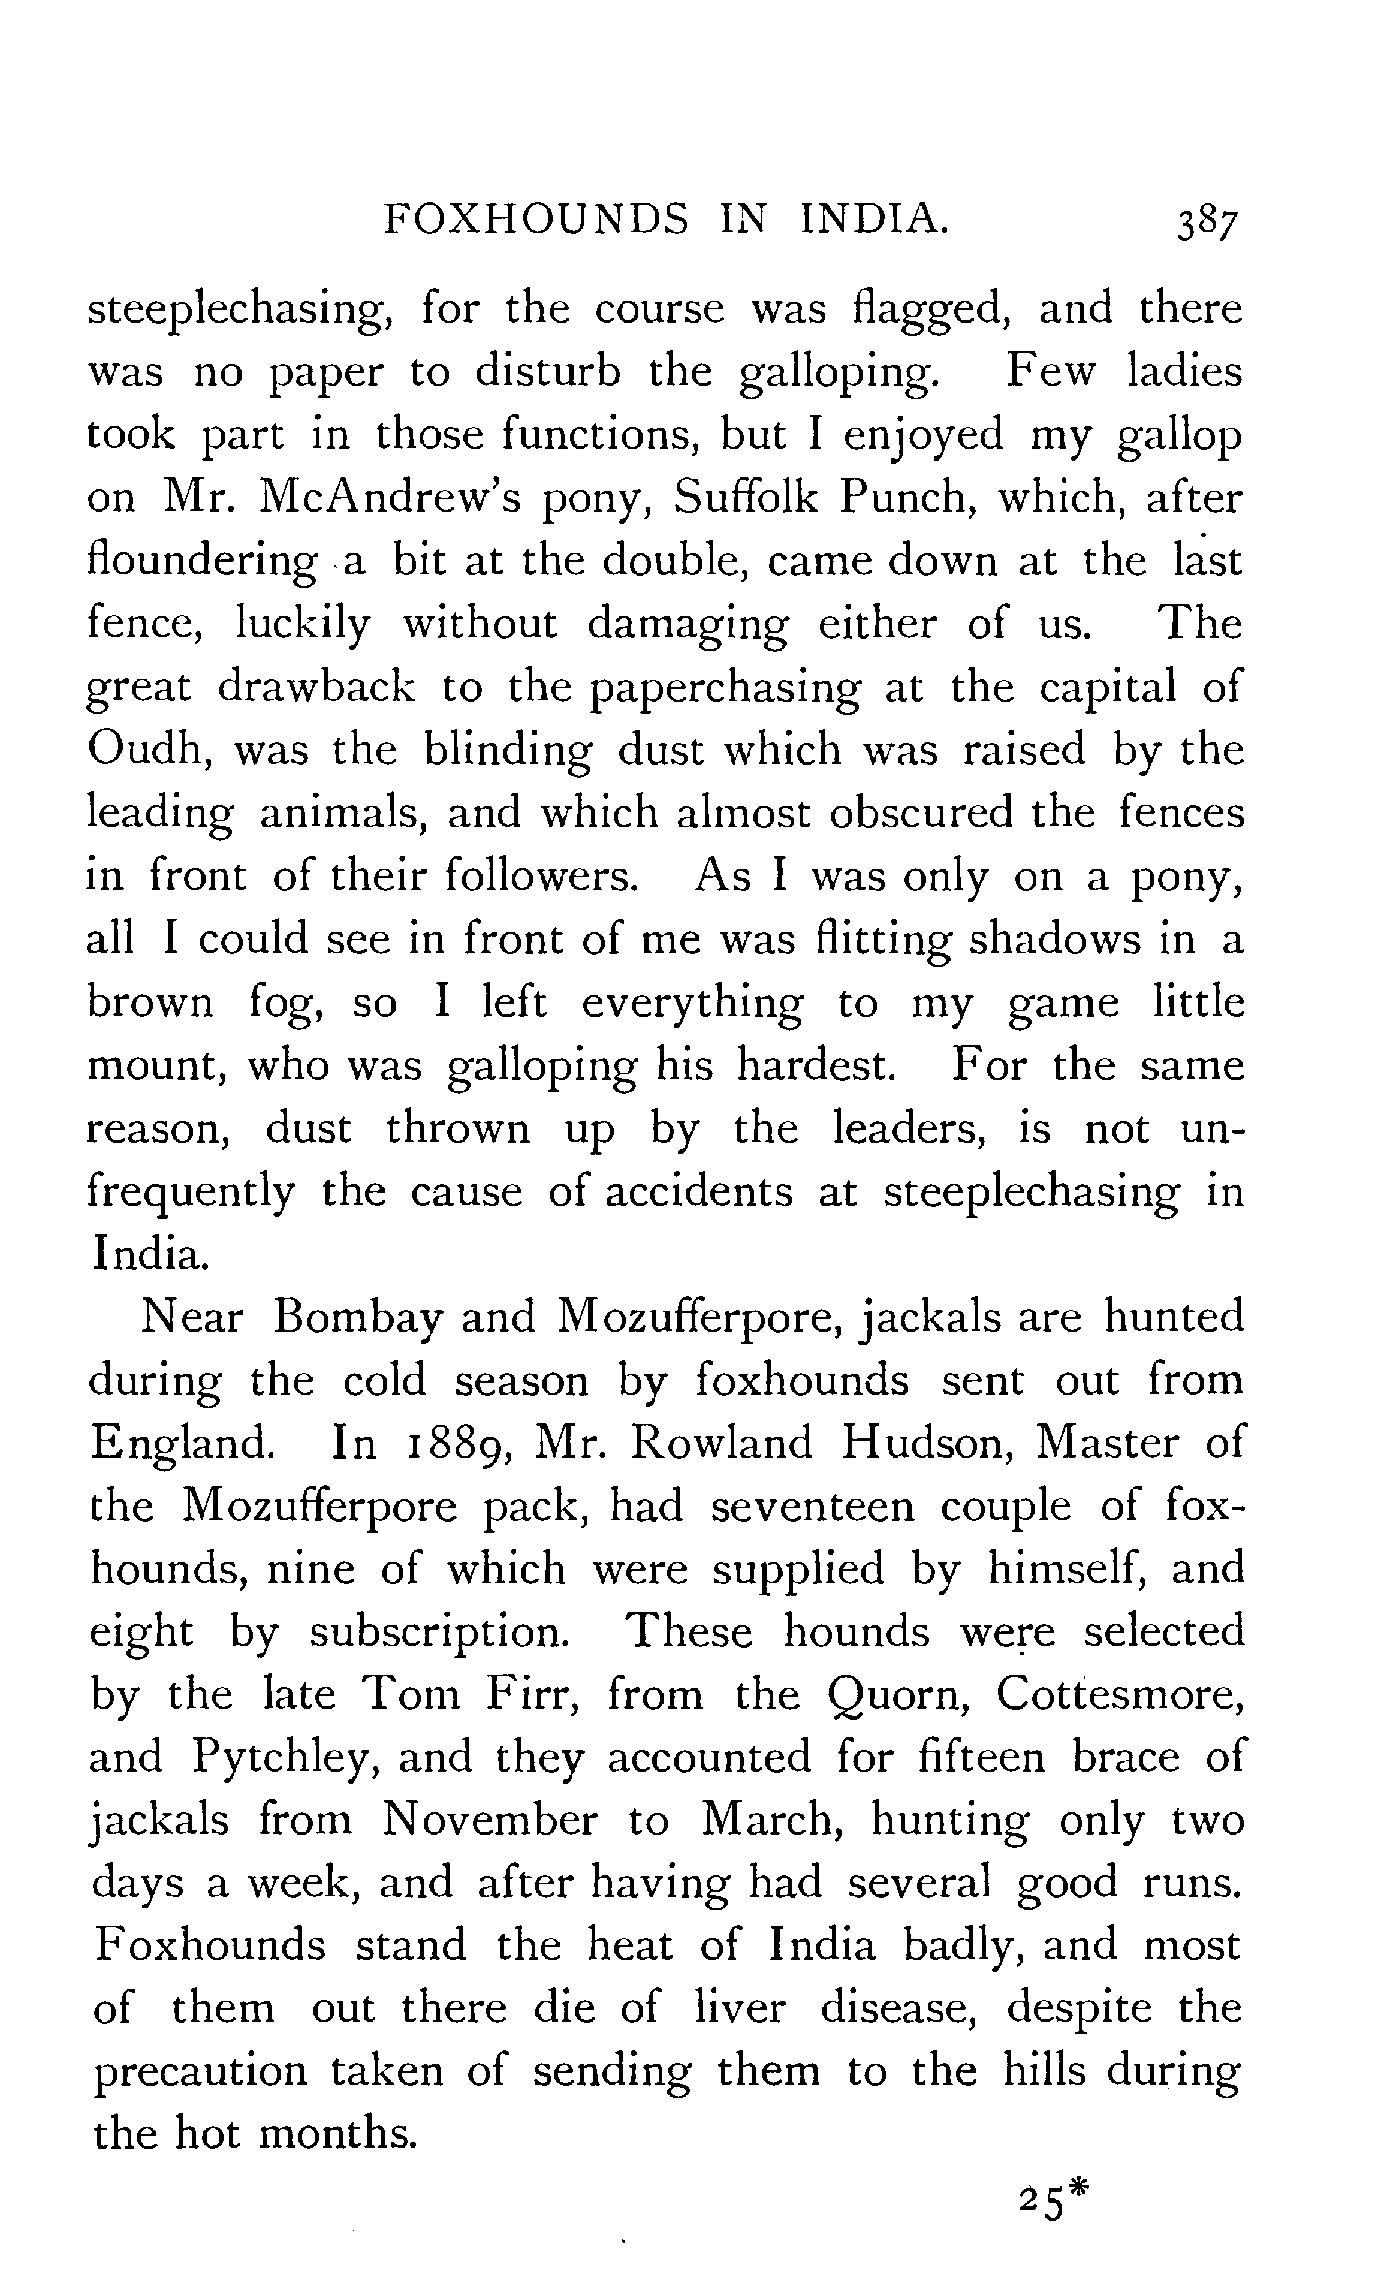 FOXHOUNDS IN INDIA. 387
steeplechasing, for the course was flagged, and there
was no paper to disturb the galloping. Few ladies
took part in those functions, but I enjoyed my gallop
on Mr. McAndrew's pony, Suffolk Punch, which, after
floundering a bit at the double, came down at the last
fence, luckily without damaging either of us. The
great drawback to the paperchasing at the capital of
Oudh, was the blinding dust which was raised by the
leading animals, and which almost obscured the fences
in front of their followers. As I was only on a pony,
all I could see in front of me was flitting shadows in a
brown fog, so I left everything to my game little
mount, who was galloping his hardest. For the same
reason, dust thrown up by the leaders, is not un-
frequently the cause of accidents at steeplechasing in
India.
Near Bombay and Mozufferpore, jackals are hunted
during the cold season by foxhounds sent out from
England. In 1889, Mr. Rowland Hudson, Master of
the Mozufferpore pack, had seventeen couple of fox-
hounds, nine of which were supplied by himself, and
eight by subscription. These hounds were selected
by the late Tom Firr, from the Quorn, Cottesmore,
and Pytchley, and they accounted for fifteen brace of
jackals from November to March, hunting only two
days a week, and after having had several good runs.
Foxhounds stand the heat of India badly, and most
of them out there die of liver disease, despite the
precaution taken of sending them to the hills during
the hot months.
25*